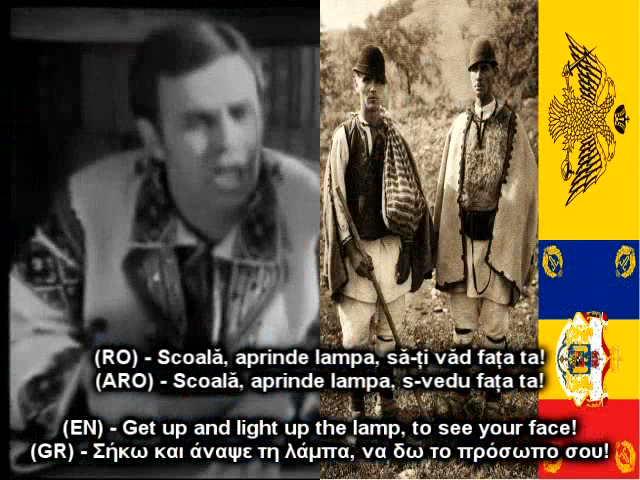 (RO) - Scoală, aprinde lampa, să-ți văd fața ta!
(ARO) - Scoală, aprinde lampa, s-vedu fața ta!
(EN) - Get up and light up the lamp, to see your face!
(GR) - Σήκω και άναψε τη λάμπα, να δω το πρόσωπο σου!